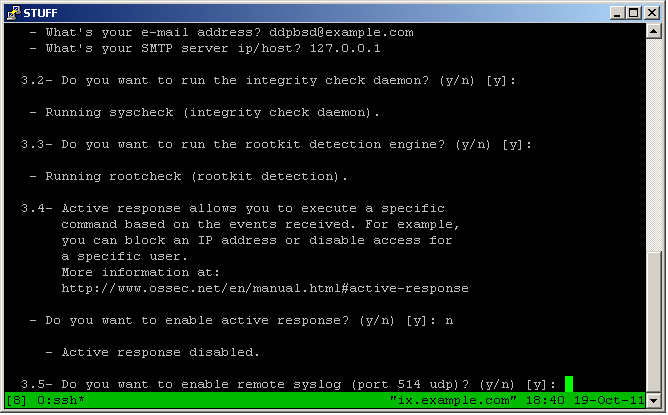 STUFF
- What's your e-mail address? ddpbsd@example.com
- What's your SMTP server ip/host? 127.0.0.1
3.2- Do you want to run the integrity check daemon? (y/n) [y]:
- Running syscheck (integrity check daemon).
3.3- Do you want to run the rootkit detection engine? (y/n) [y]:
- Running rootcheck (rootkit detection).
3.4- Active response allows you to execute a specific
command based on the events received. For example,
you can block an IP address or disable access for
a specific user.
More information at:
http://www.ossec.net/en/manual.html#active-response
- Do you want to enable active response? (y/n) [y]: n
- Active response disabled.
3.5- Do you want to enable remote syslog (port 514 udp)? (y/n) [y]:
[8] 0:ssh* "ix.example.com" 18:40 19-Oct-11